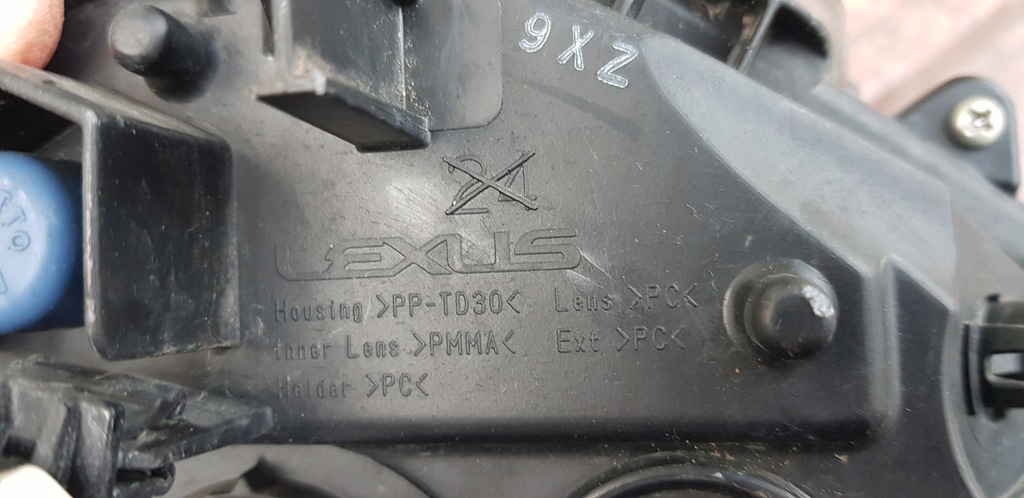 9XZ
24
LEXUS
Housing >PP-TD30< Lens >PC<
Inner Lens >PMMA< Ext >PC<
Holder >PC<